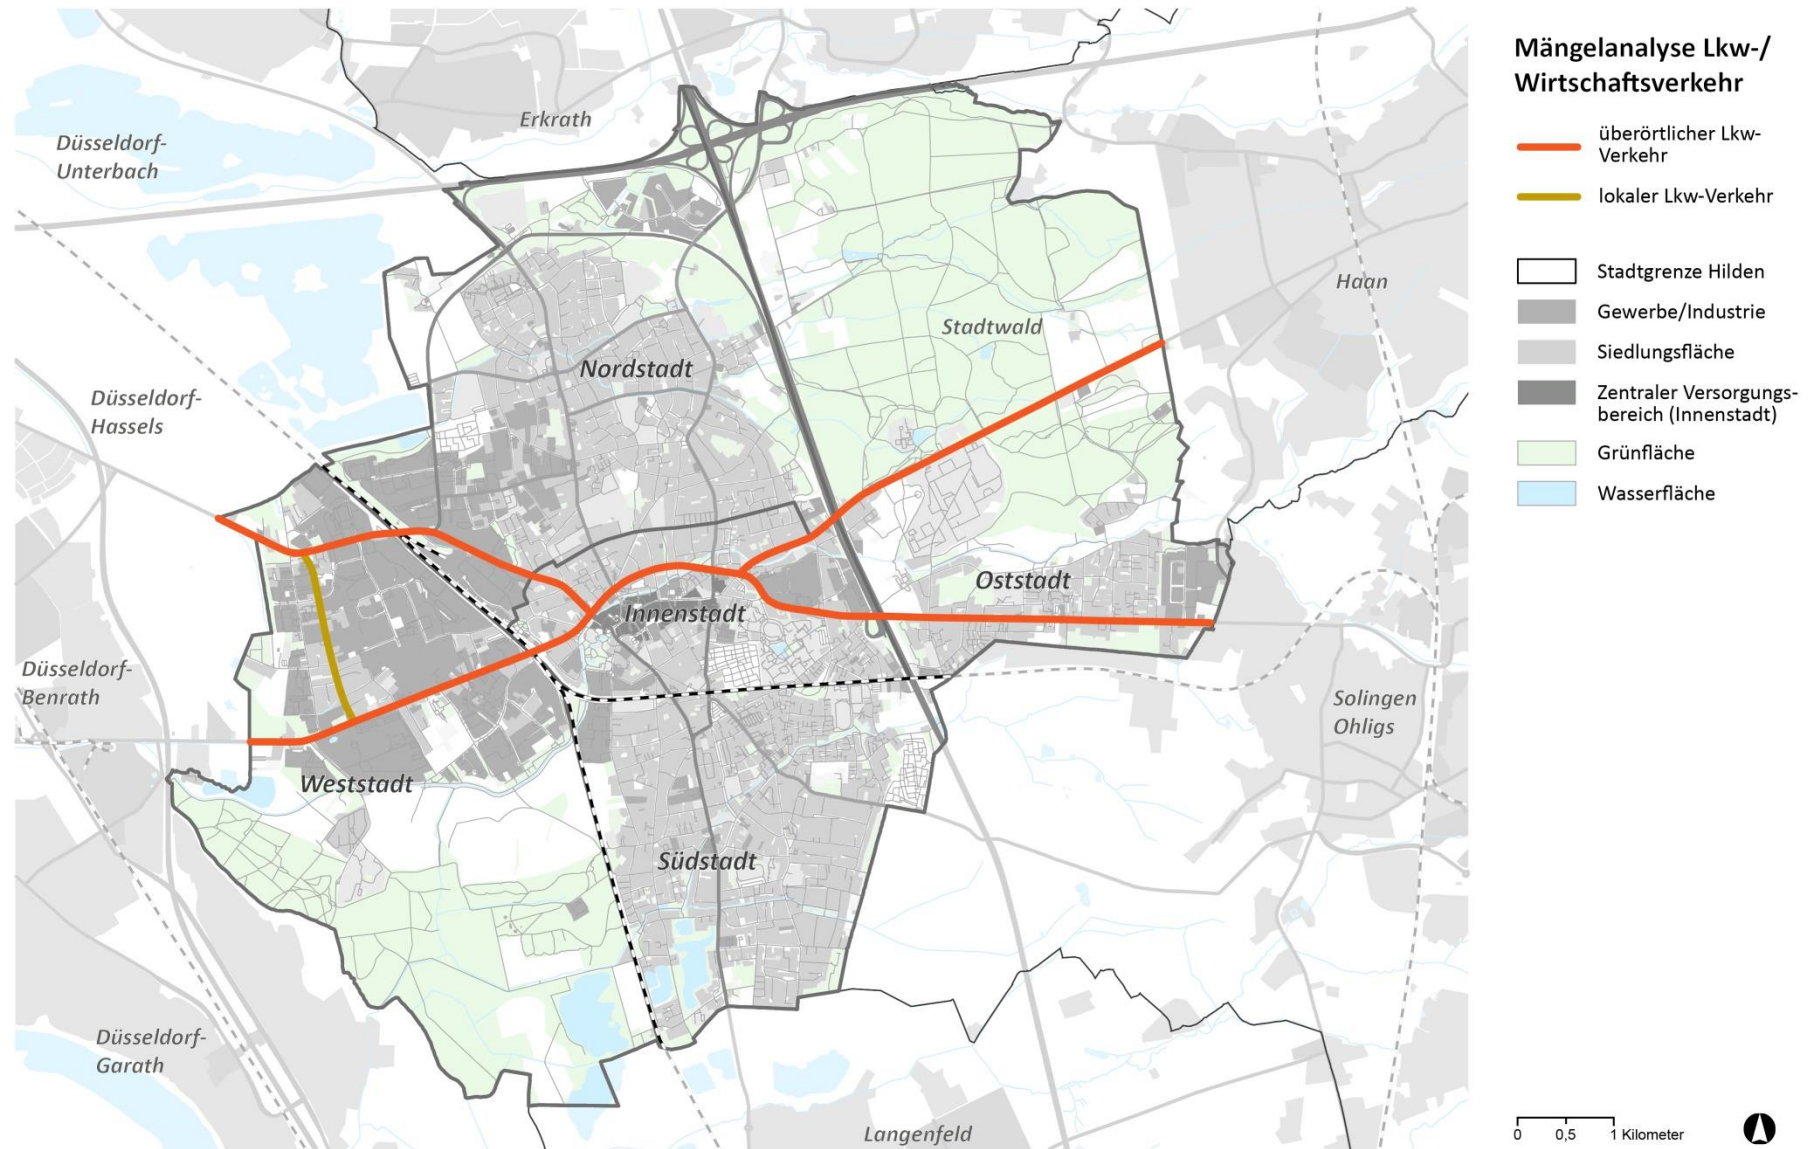 Mängelanalyse Lkw-/
Wirtschaftsverkehr
überörtlicher Lkw-
Verkehr
lokaler Lkw-Verkehr
Stadtgrenze Hilden
Gewerbe/Industrie
Siedlungsfläche
Zentraler Versorgungs-
bereich (Innenstadt)
Grünfläche
Wasserfläche
Erkrath
Düsseldorf-
Unterbach
Haan
Stadtwald
Nordstadt
Düsseldorf-
Hassels
Oststadt
Innenstadt
Düsseldorf-
Benrath
Solingen
Ohligs
Weststadt
Südstadt
Düsseldorf-
Garath
Langenfeld
0 0,5 1 Kilometer